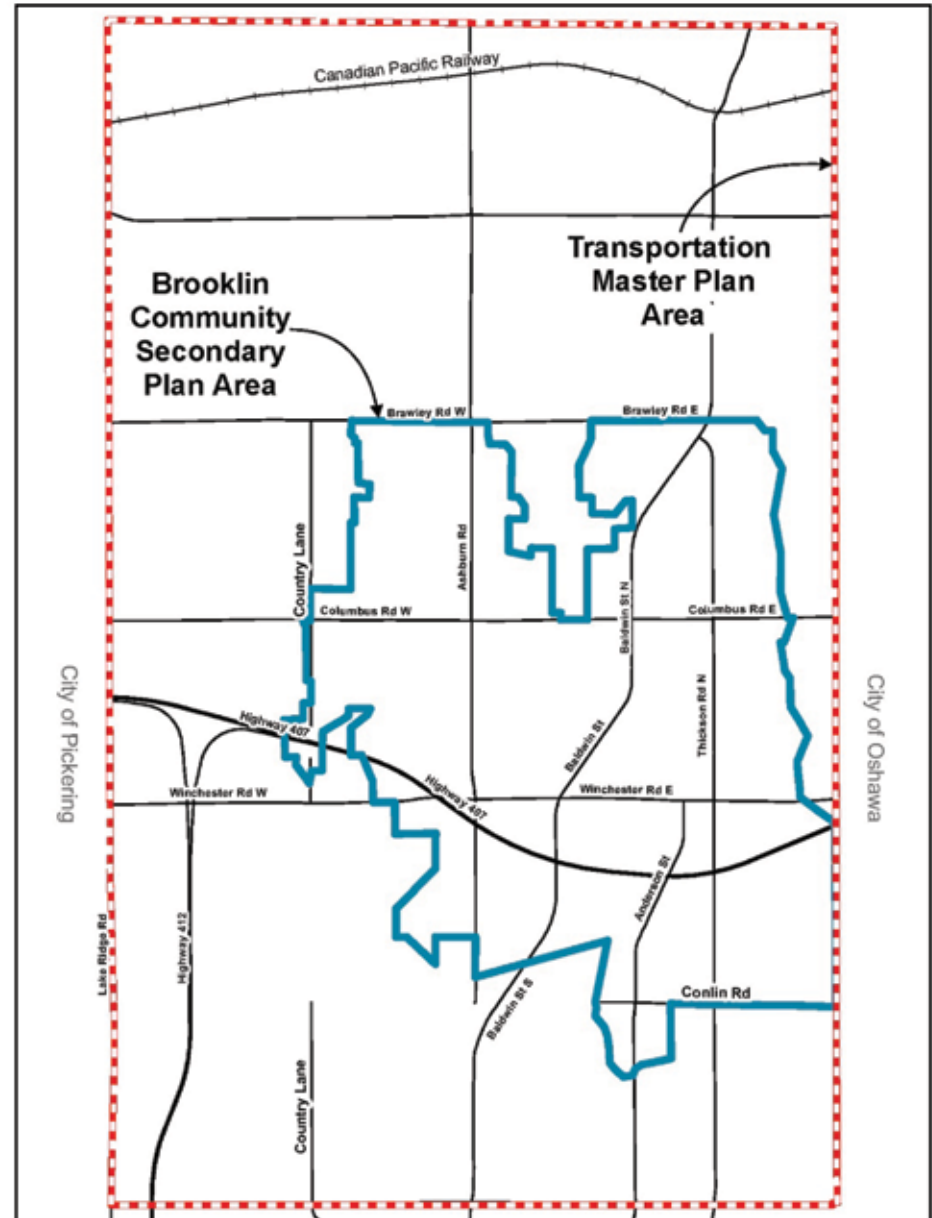 Canadian Pacific Railway
Transportation
Master Plan
Area
Brooklin
Community
Secondary
Plan Area
Brawley Rd W
Brawley Rd E
Country Lane
Ashburn Rd
Columbus Rd W
Baldwin St N
Columbus Rd E
City of Pickering
Highway 407
Baldwin St
Thickson Rd N
City of Oshawa
Winchester Rd W
Highway 407
Winchester Rd E
Anderson St
Lake Ridge Rd
Highway 412
Baldwin St S
Conlin Rd
Country Lane